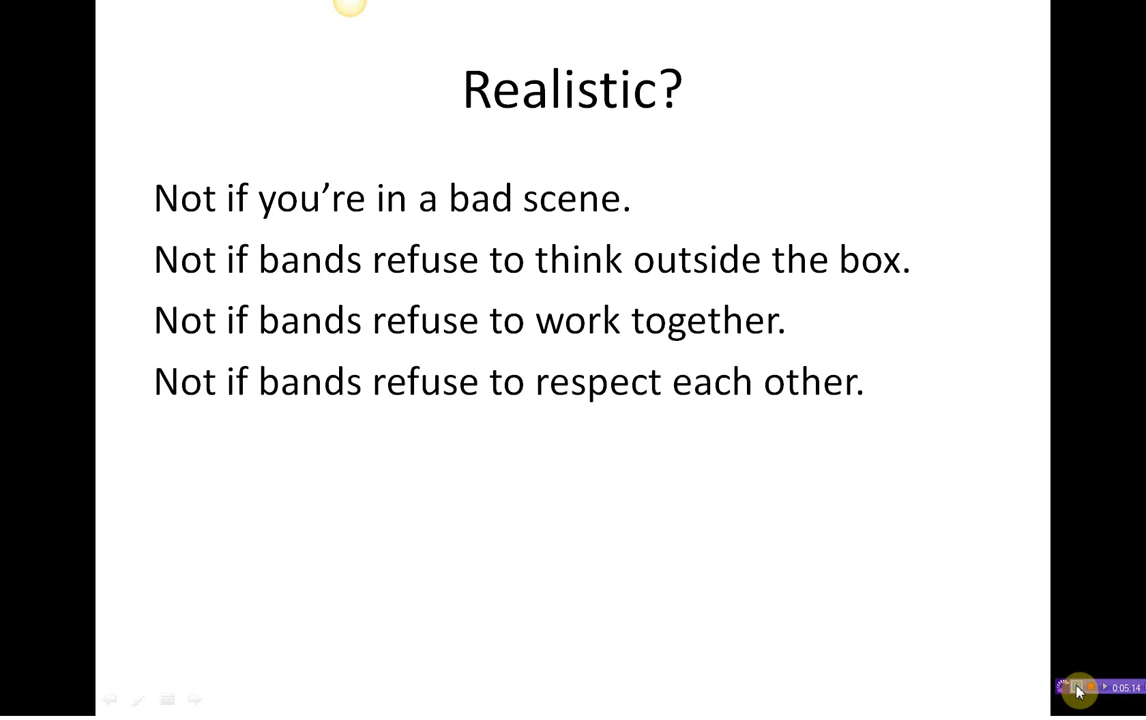 Realistic?
Not if you’re in a bad scene.
Not if bands refuse to think outside the box.
Not if bands refuse to work together.
Not if bands refuse to respect each other.
0:05:14